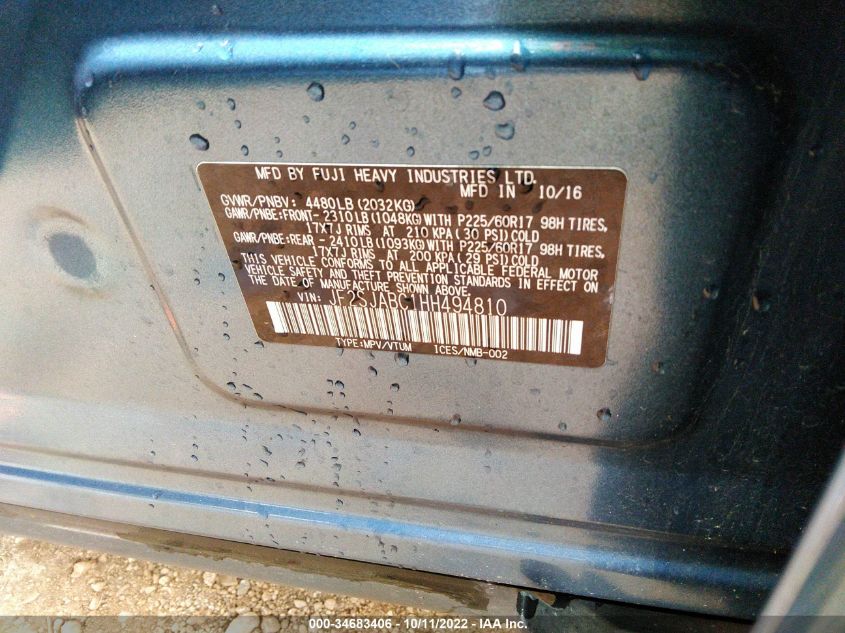 MFD BY FUJI HEAVY INDUSTRIES LTD.
MFD IN 10/16
GVWR/PNBV: 4480LB(2032KG)
GAWR/PNBE:FRONT-2310LB(1048KG)WITH P225/60R17 98H TIRES,
17X7J RIMS AT 210 KPA(30 PSI)COLD
GAWR/PNBE:REAR -2410LB(1093KG)WITH P225/60R17 98H TIRES,
17X7J RIMS AT 200 KPA(29 PSI)COLD
THIS VEHICLE CONFORMS TO ALL APPLICABLE FEDERAL MOTOR
VEHICLE SAFETY AND THEFT PREVENTION STANDARDS IN EFFECT ON
THE DATE OF MANUFACTURE SHOWN ABOVE.
VIN: JF2SJABC1HH494810
TYPE:MPV/VTUM ICES/NMB-002
000-34683406 - 10/11/2022 - IAA Inc.